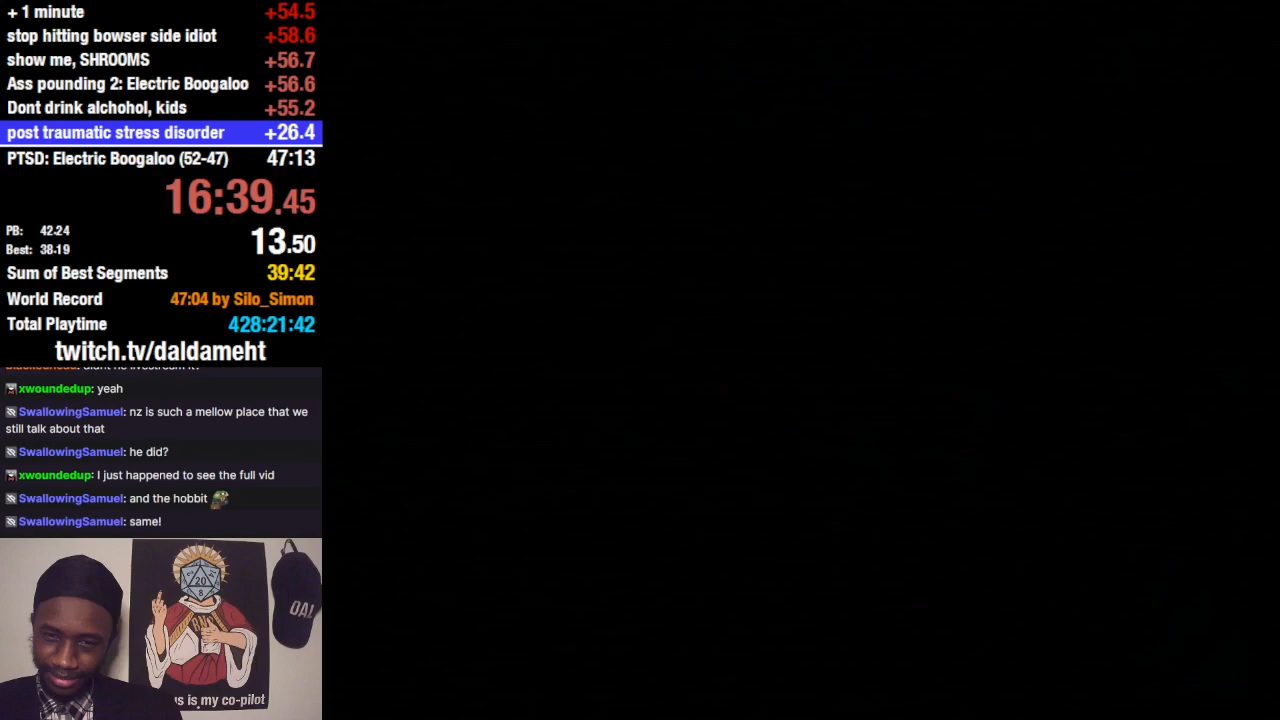 + 1 minute +54.5
stop hitting bowser side idiot +58.6
show me, SHROOMS +56.7
Ass pounding 2: Electric Boogaloo +56.6
Dont drink alchohol, kids +55.2
post traumatic stress disorder +26.4
PTSD: Electric Boogaloo (52-47) 47:13
16:39.45
PB: 42.24
Best: 38.19
13.50
Sum of Best Segments 39:42
World Record 47:04 by Silo_Simon
Total Playtime 428:21:42
twitch.tv/daldameht
xwoundedup: yeah
SwallowingSamuel: nz is such a mellow place that we
still talk about that
SwallowingSamuel: he did?
xwoundedup: I just happened to see the full vid
SwallowingSamuel: and the hobbit
SwallowingSamuel: same!
20
8
DAL
us is my co-pilot